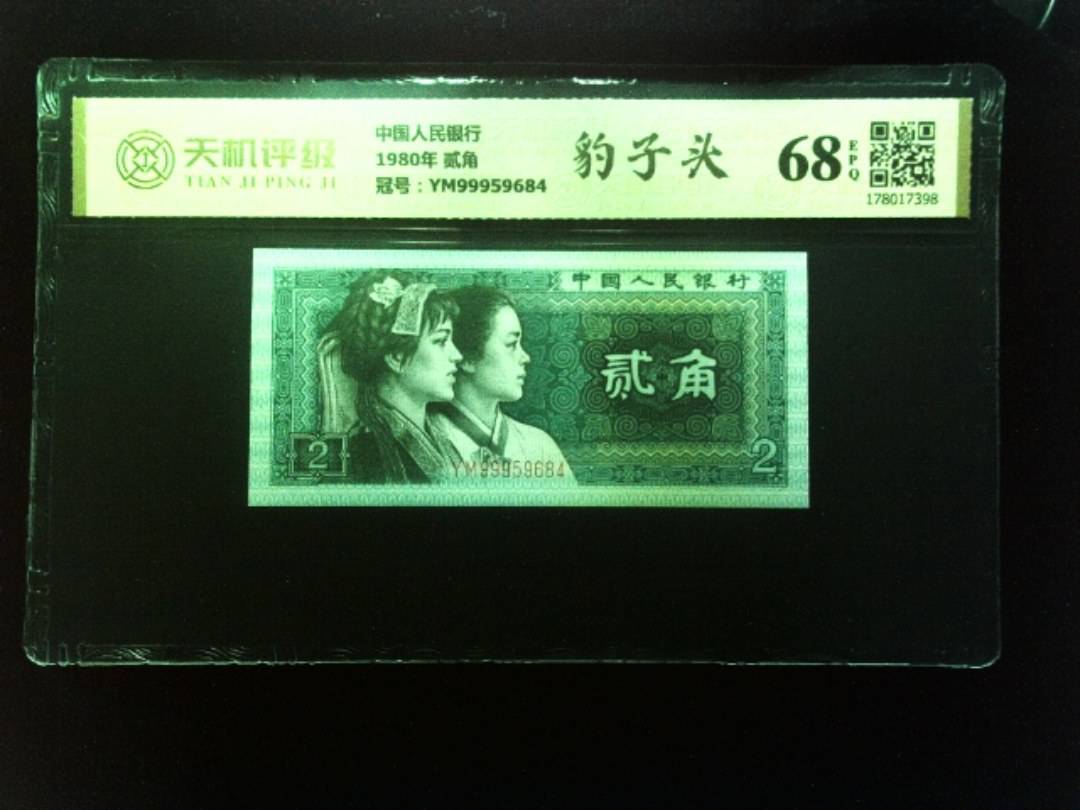 天机评级
TIAN JI PING JI
中国人民银行
1980年 贰角
冠号：YM99959684
豹子头
68
EPQ
178017398
中国人民银行
贰角
2
2
YM99959684